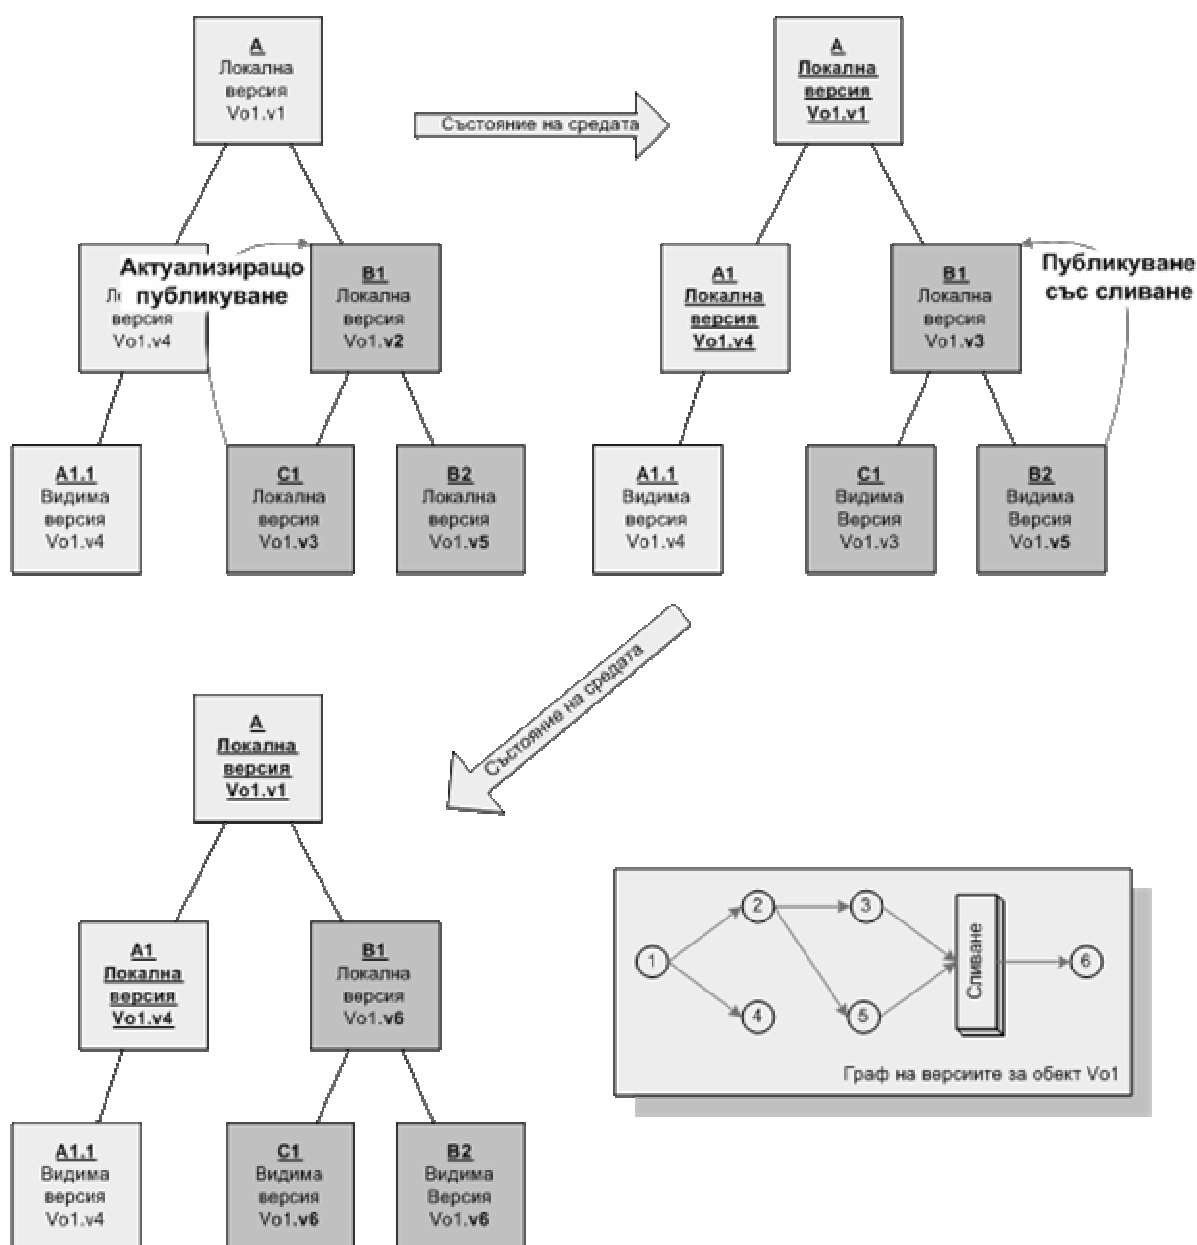 A
Локална
версия
Vo1.v1
Състояние на средата
A
Локална
версия
Vo1.v1
Актуализиращо
публикуване
версия
Vo1.v4
B1
Локална
версия
Vo1.v2
A1
Локална
версия
Vo1.v4
B1
Локална
версия
Vo1.v3
Публикуване
със сливане
A1.1
Видима
версия
Vo1.v4
C1
Локална
версия
Vo1.v3
B2
Локална
версия
Vo1.v5
A1.1
Видима
версия
Vo1.v4
C1
Видима
Версия
Vo1.v3
B2
Видима
Версия
Vo1.v5
Състояние на средата
A
Локална
версия
Vo1.v1
A1
Локална
версия
Vo1.v4
B1
Локална
версия
Vo1.v6
A1.1
Видима
версия
Vo1.v4
C1
Видима
версия
Vo1.v6
B2
Видима
Версия
Vo1.v6
1
2
3
4
5
Сливане
6
Граф на версиите за обект Vo1